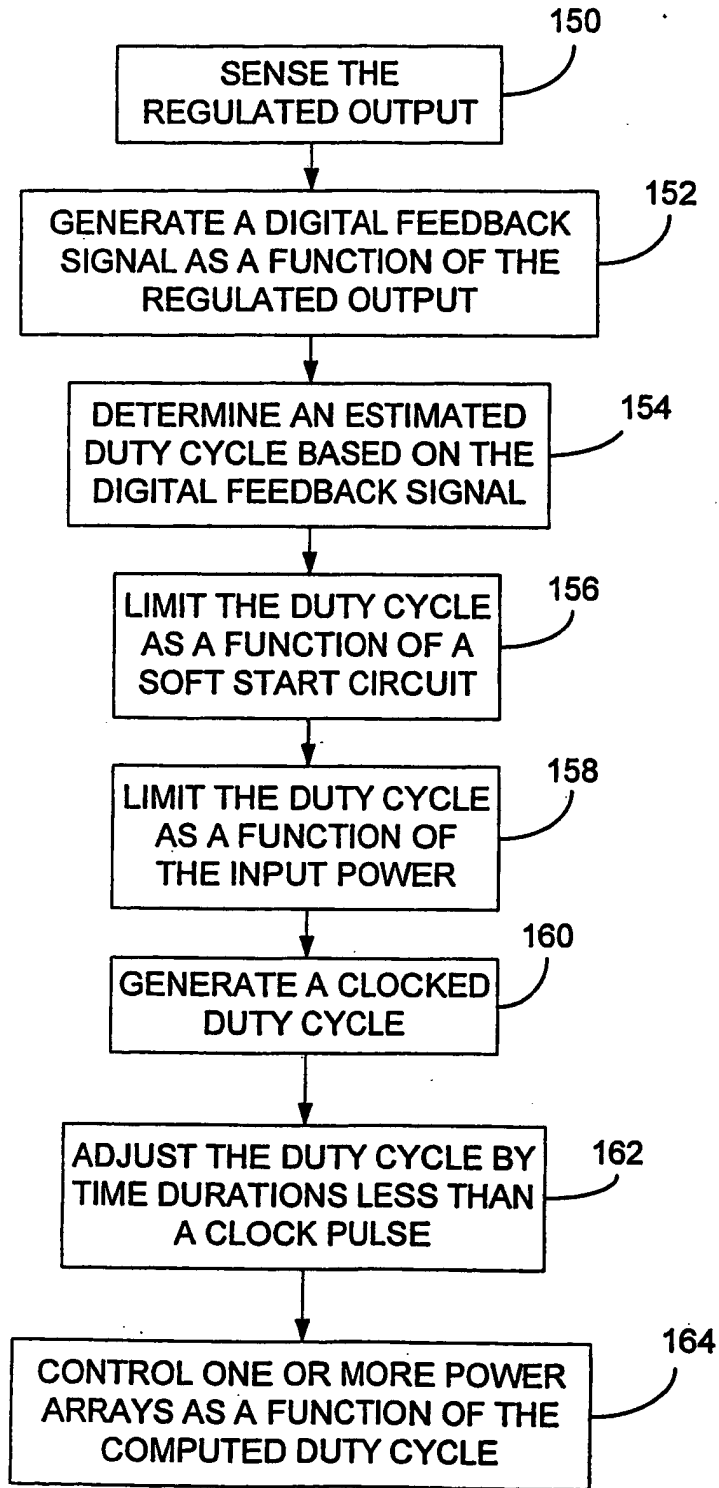 150
SENSE THE
REGULATED OUTPUT
152
GENERATE A DIGITAL FEEDBACK
SIGNAL AS A FUNCTION OF THE
REGULATED OUTPUT
154
DETERMINE AN ESTIMATED
DUTY CYCLE BASED ON THE
DIGITAL FEEDBACK SIGNAL
156
LIMIT THE DUTY CYCLE
AS A FUNCTION OF A
SOFT START CIRCUIT
158
LIMIT THE DUTY CYCLE
AS A FUNCTION OF
THE INPUT POWER
160
GENERATE A CLOCKED
DUTY CYCLE
162
ADJUST THE DUTY CYCLE BY
TIME DURATIONS LESS THAN
A CLOCK PULSE
164
CONTROL ONE OR MORE POWER
ARRAYS AS A FUNCTION OF THE
COMPUTED DUTY CYCLE